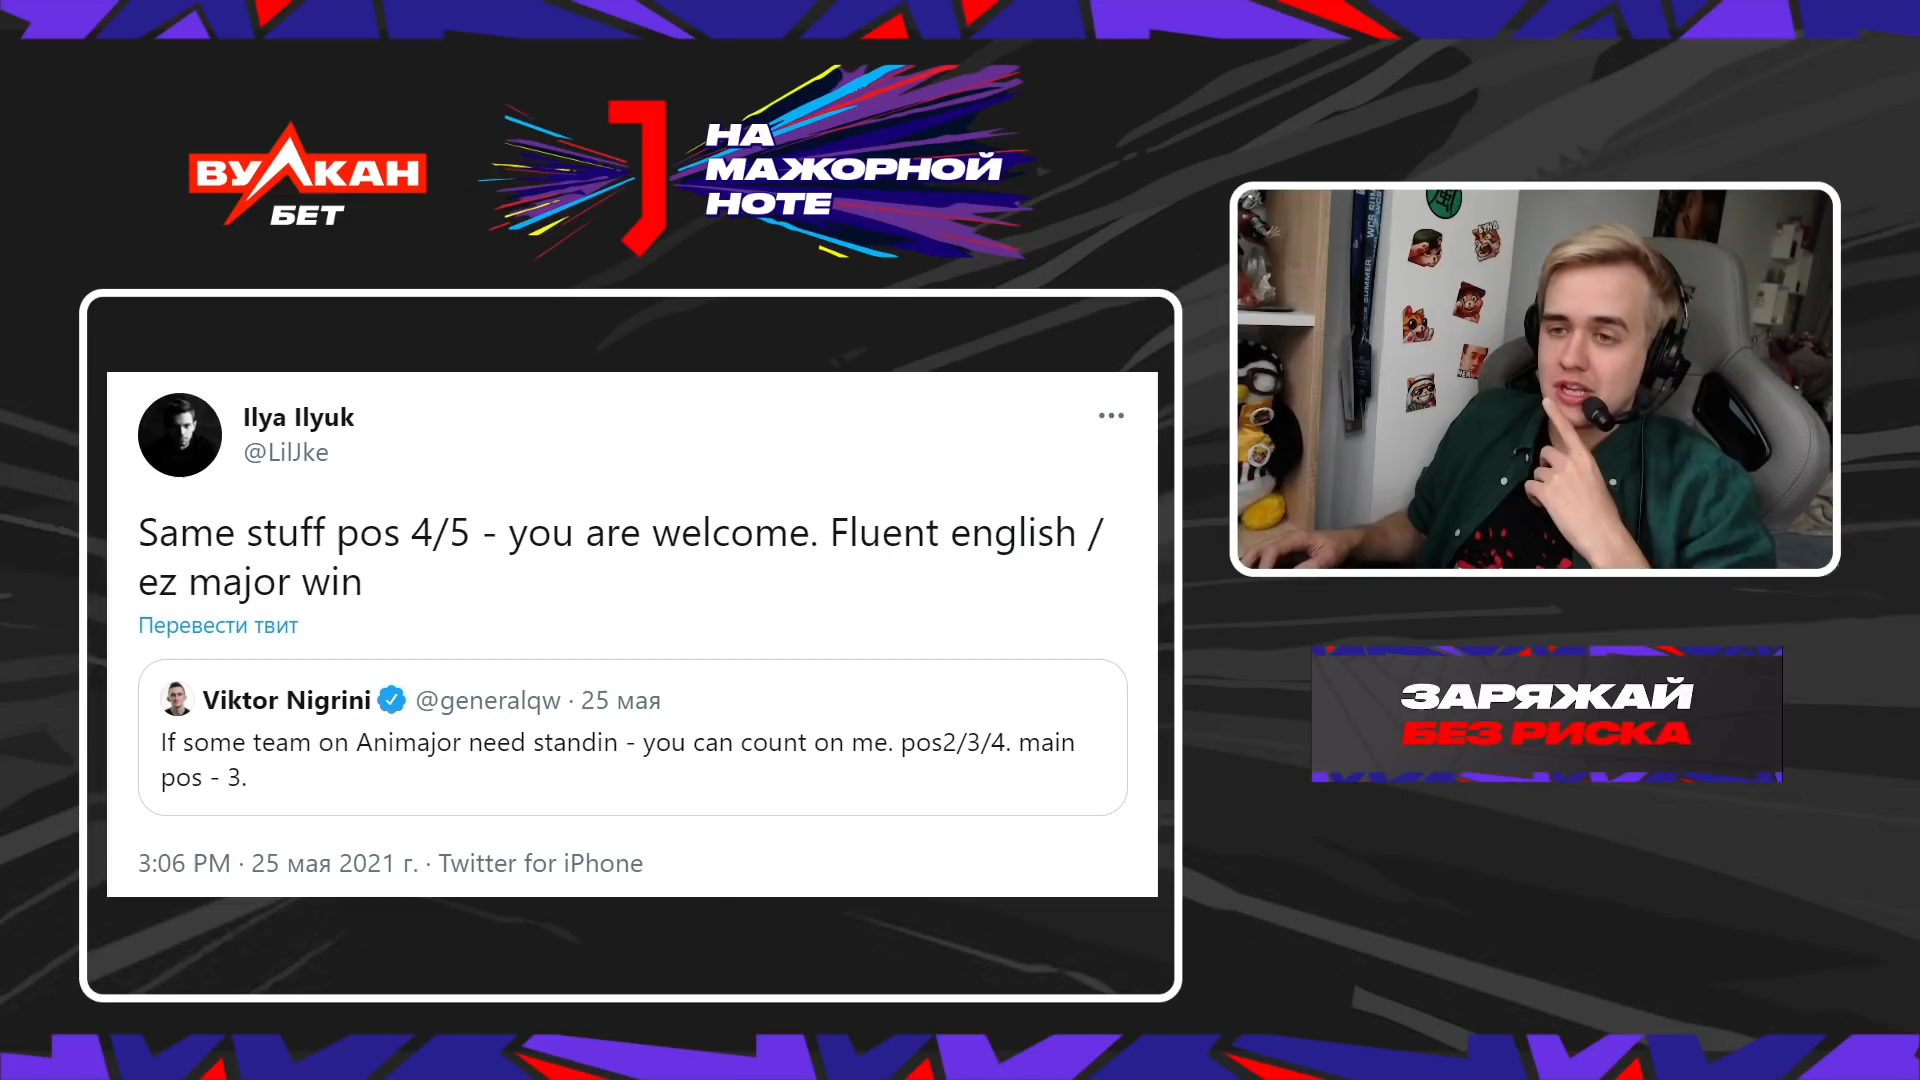 ВУЛКАН
БЕТ
НА
МАЖОРНОЙ
НОТЕ
Ilya Ilyuk
@LilJke
Same stuff pos 4/5 - you are welcome. Fluent english /
ez major win
Перевести твит
Viktor Nigrini @generalqw · 25 мая
If some team on Animajor need standin - you can count on me. pos2/3/4. main
pos - 3.
3:06 PM · 25 мая 2021 г. · Twitter for iPhone
WCS SUM
SUMMER
ЗАРЯЖАЙ
БЕЗ РИСКА